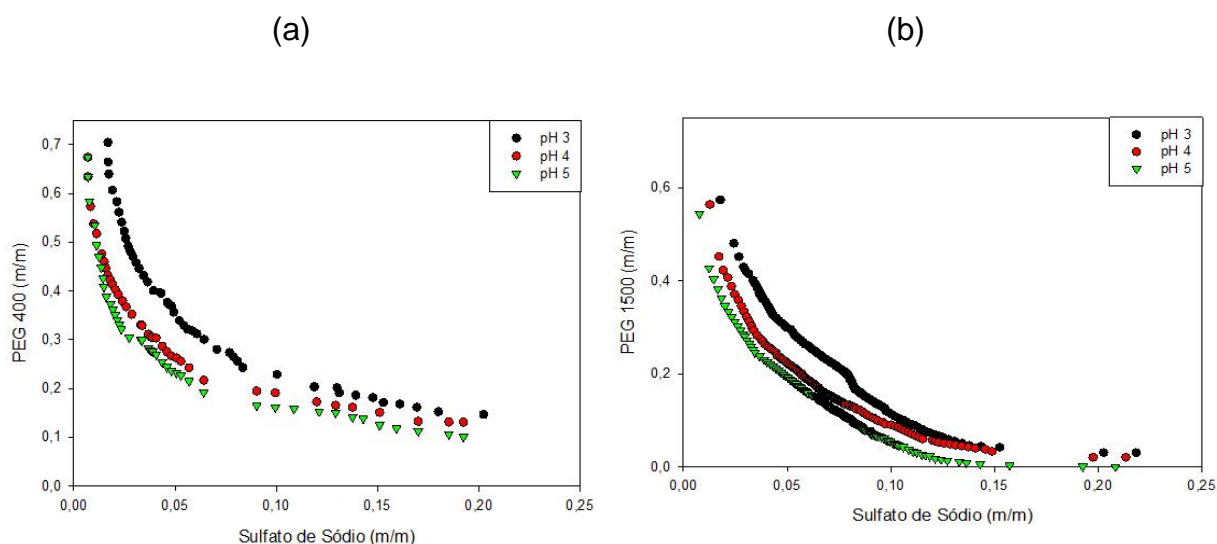 (a)
(b)
PEG 400 (m/m)
0,7
0,6
0,5
0,4
0,3
0,2
0,1
0,0
pH 3
pH 4
pH 5
0,00 0,05 0,10 0,15 0,20 0,25
Sulfato de Sódio (m/m)
PEG 1500 (m/m)
0,6
0,4
0,2
0,0
pH 3
pH 4
pH 5
0,00 0,05 0,10 0,15 0,20 0,25
Sulfato de Sódio (m/m)